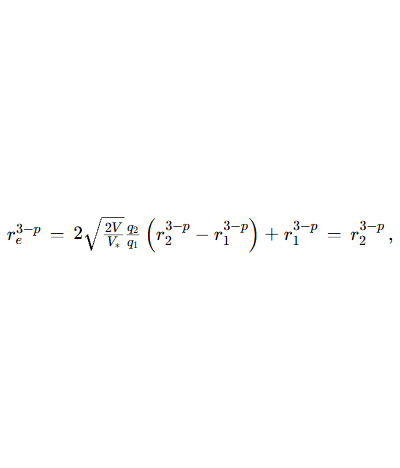 $r_e^{3-p} \, = \, 2\sqrt{\frac{2V}{V_*}} \frac{q_2}{q_1} \left( r_2^{3-p} - r_1^{3-p} \right) + r_1^{3-p} \, = \, r_2^{3-p} \, ,$